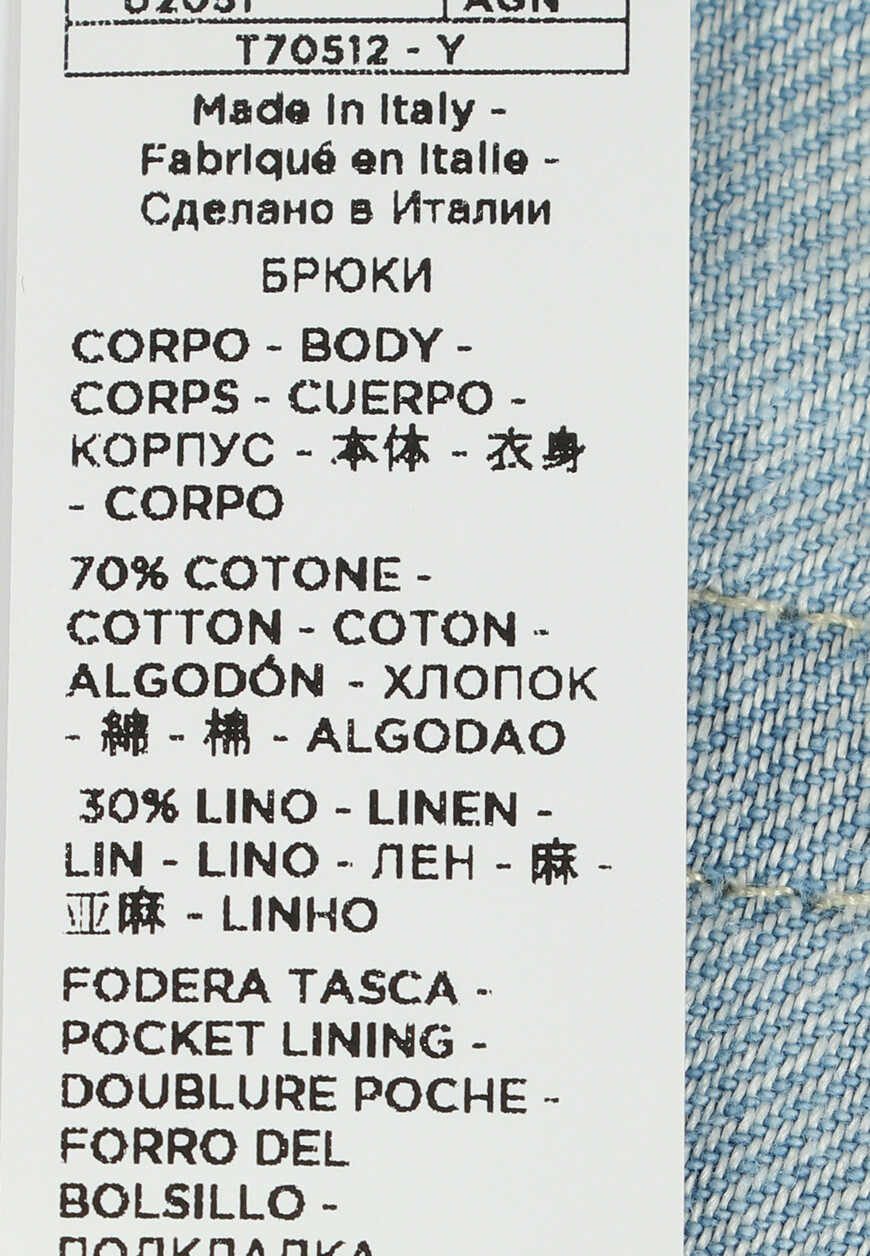 T70512 - Y
Made in Italy -
Fabriqué en Italie -
Сделано в Италии
БРЮКИ
CORPO - BODY -
CORPS - CUERPO -
КОРПУС - 本体 - 衣身
- CORPO
70% COTONE -
COTTON - COTON -
ALGODÓN - ХЛОПОК
- 綿 - 棉 - ALGODAO
30% LINO - LINEN -
LIN - LINO - ЛЕН - 麻 -
亚麻 - LINHO
FODERA TASCA -
POCKET LINING -
DOUBLURE POCHE -
FORRO DEL
BOLSILLO -
ПОДКЛАДКА